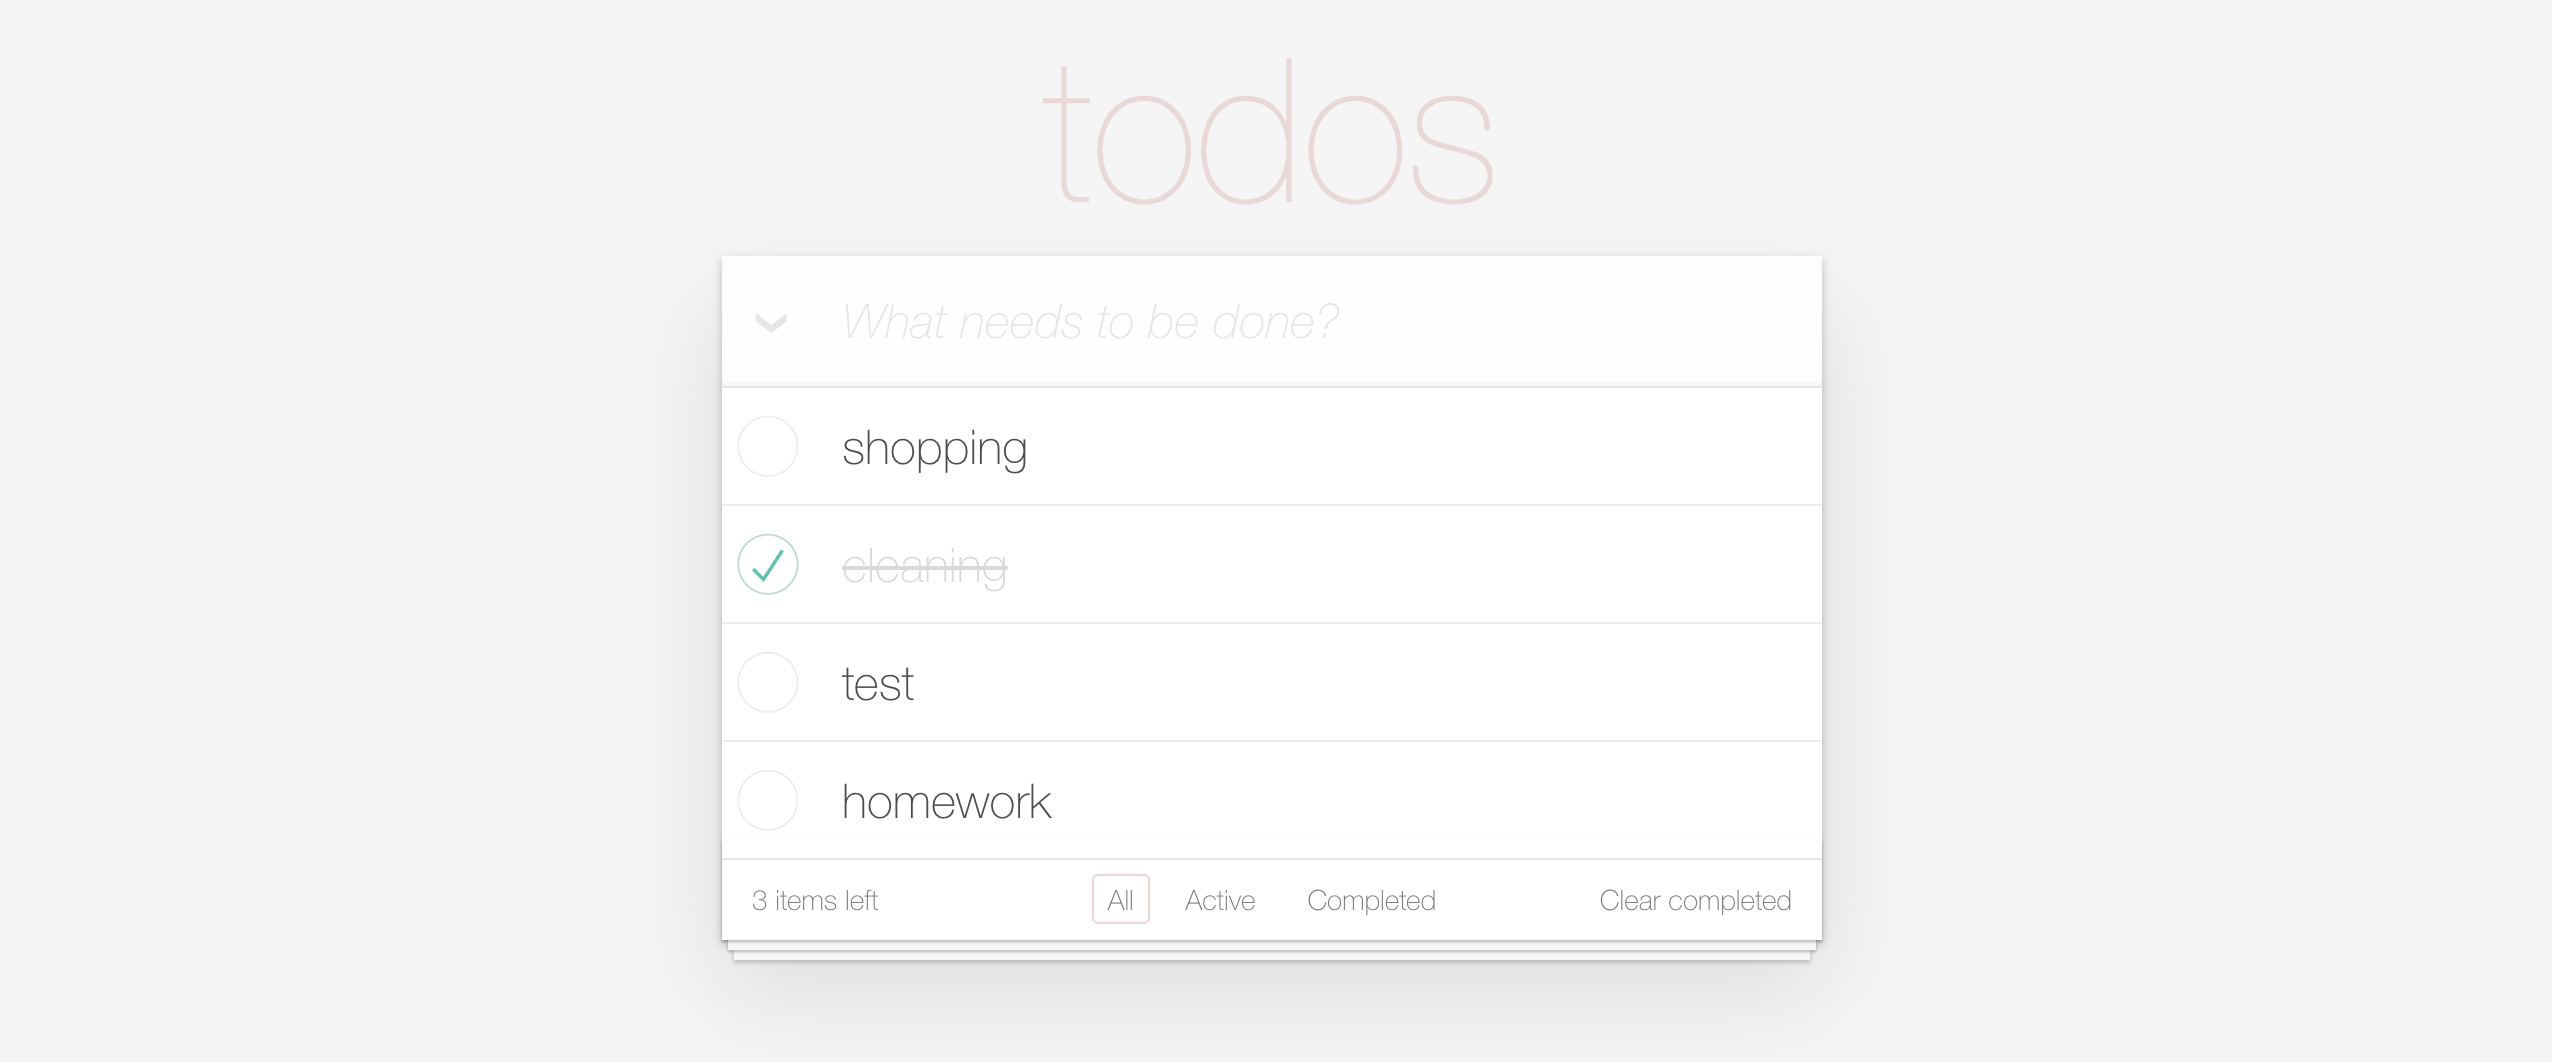 todos
What needs to be done?
shopping
cleaning
test
homework
3 items left All Active Completed Clear completed